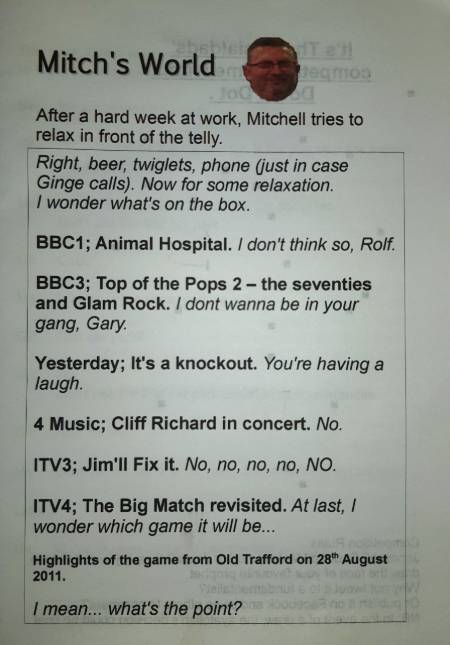 Mitch's World
After a hard week at work, Mitchell tries to
relax in front of the telly.
Right, beer, twiglets, phone (just in case
Ginge calls). Now for some relaxation.
I wonder what's on the box.
BBC1; Animal Hospital. I don't think so, Rolf.
BBC3; Top of the Pops 2 – the seventies
and Glam Rock. I dont wanna be in your
gang, Gary.
Yesterday; It's a knockout. You're having a
laugh.
4 Music; Cliff Richard in concert. No.
ITV3; Jim'll Fix it. No, no, no, no, NO.
ITV4; The Big Match revisited. At last, I
wonder which game it will be...
Highlights of the game from Old Trafford on 28th August
2011.
I mean... what's the point?